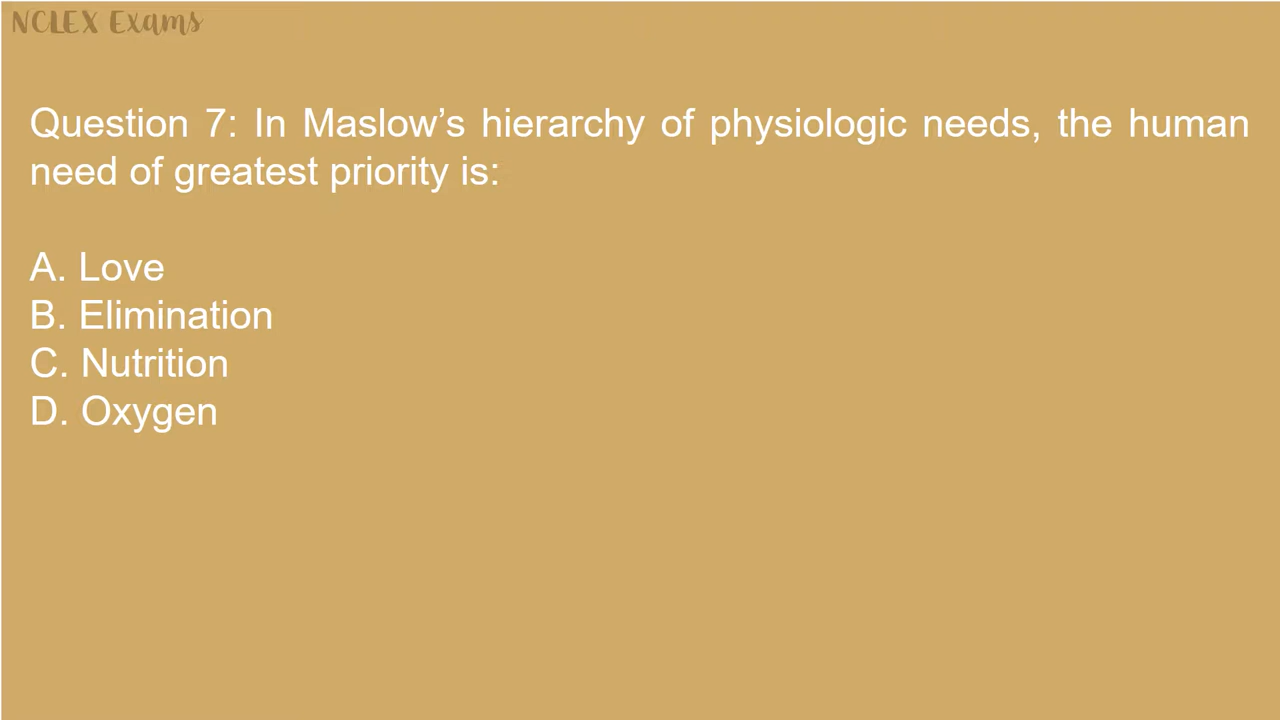 NCLEX Exams
Question 7: In Maslow’s hierarchy of physiologic needs, the human
need of greatest priority is:
A. Love
B. Elimination
C. Nutrition
D. Oxygen